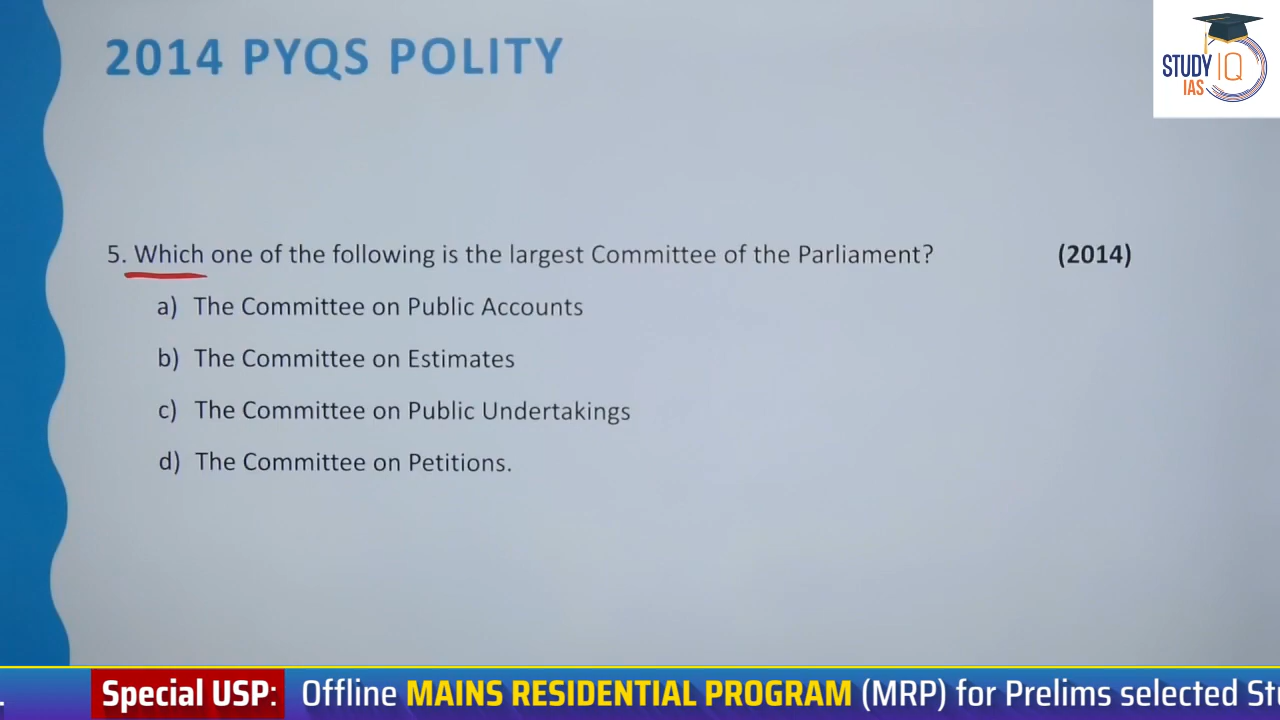 2014 PYQS POLITY
STUDY IQ
IAS
5. Which one of the following is the largest Committee of the Parliament? (2014)
a) The Committee on Public Accounts
b) The Committee on Estimates
c) The Committee on Public Undertakings
d) The Committee on Petitions.
Special USP: Offline MAINS RESIDENTIAL PROGRAM (MRP) for Prelims selected